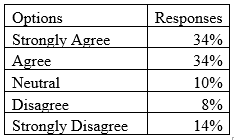 Options Responses
Strongly Agree 34%
Agree 34%
Neutral 10%
Disagree 8%
Strongly Disagree 14%